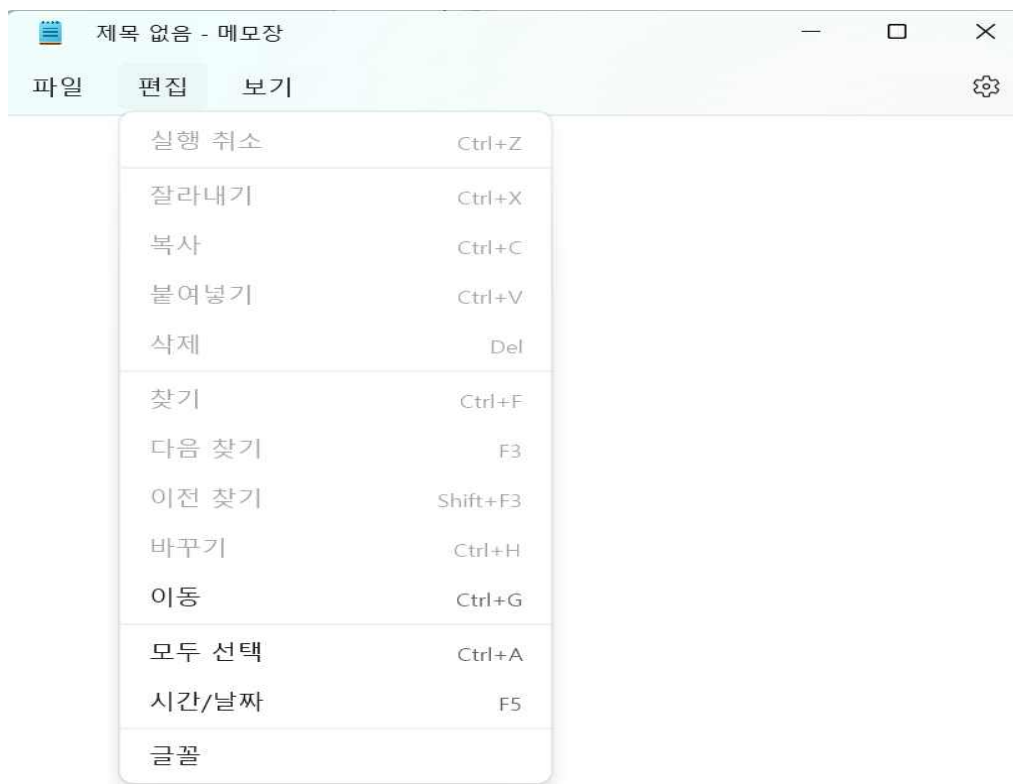 제목 없음 - 메모장
파일 편집 보기
실행 취소 Ctrl+Z
잘라내기 Ctrl+X
복사 Ctrl+C
붙여넣기 Ctrl+V
삭제 Del
찾기 Ctrl+F
다음 찾기 F3
이전 찾기 Shift+F3
바꾸기 Ctrl+H
이동 Ctrl+G
모두 선택 Ctrl+A
시간/날짜 F5
글꼴